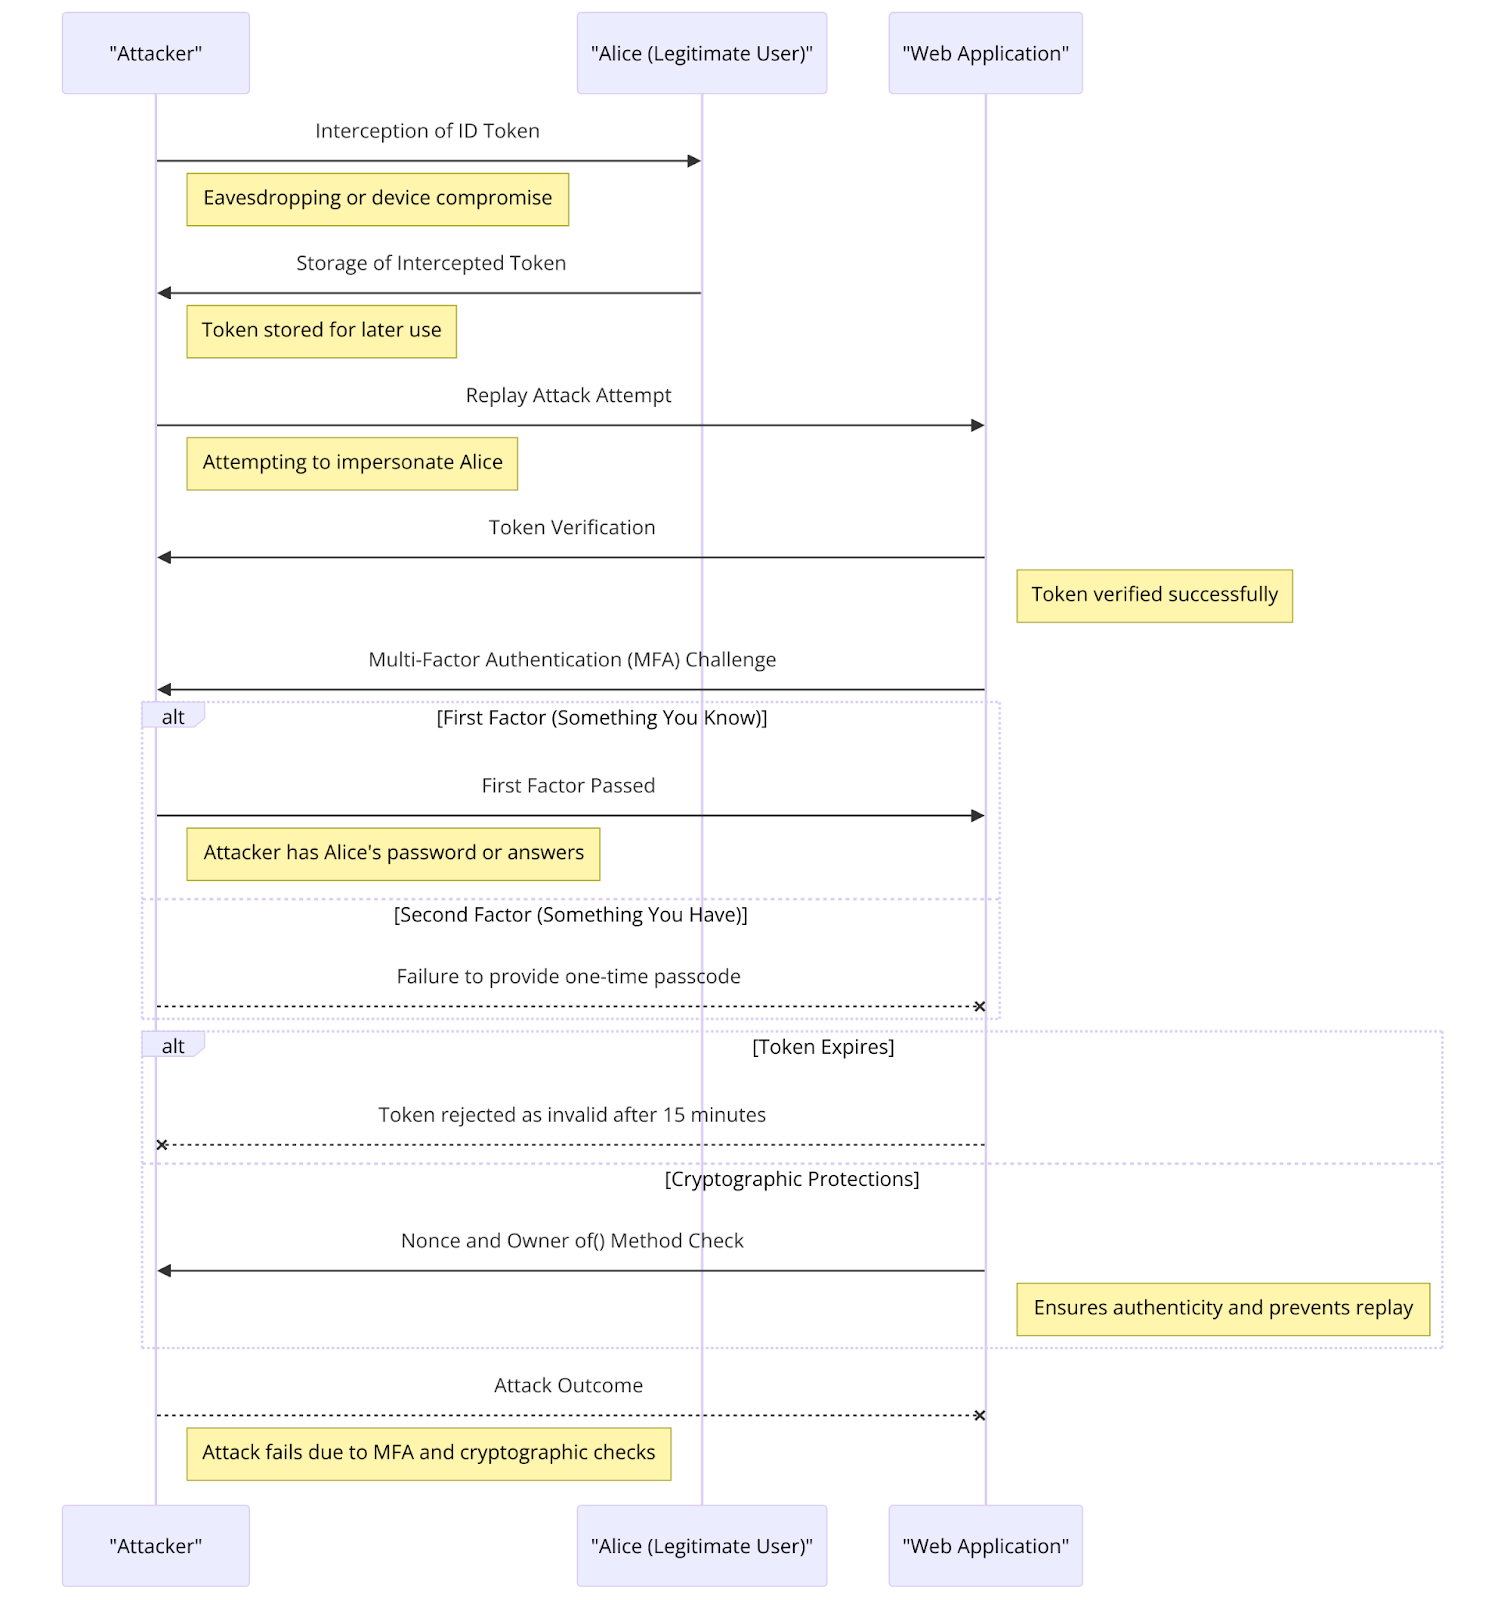 "Attacker"
"Alice (Legitimate User)"
"Web Application"
Interception of ID Token
Eavesdropping or device compromise
Storage of Intercepted Token
Token stored for later use
Replay Attack Attempt
Attempting to impersonate Alice
Token Verification
Token verified successfully
Multi-Factor Authentication (MFA) Challenge
alt
[First Factor (Something You Know)]
First Factor Passed
Attacker has Alice's password or answers
[Second Factor (Something You Have)]
Failure to provide one-time passcode
alt
[Token Expires]
Token rejected as invalid after 15 minutes
[Cryptographic Protections]
Nonce and Owner of() Method Check
Ensures authenticity and prevents replay
Attack Outcome
Attack fails due to MFA and cryptographic checks
"Attacker"
"Alice (Legitimate User)"
"Web Application"